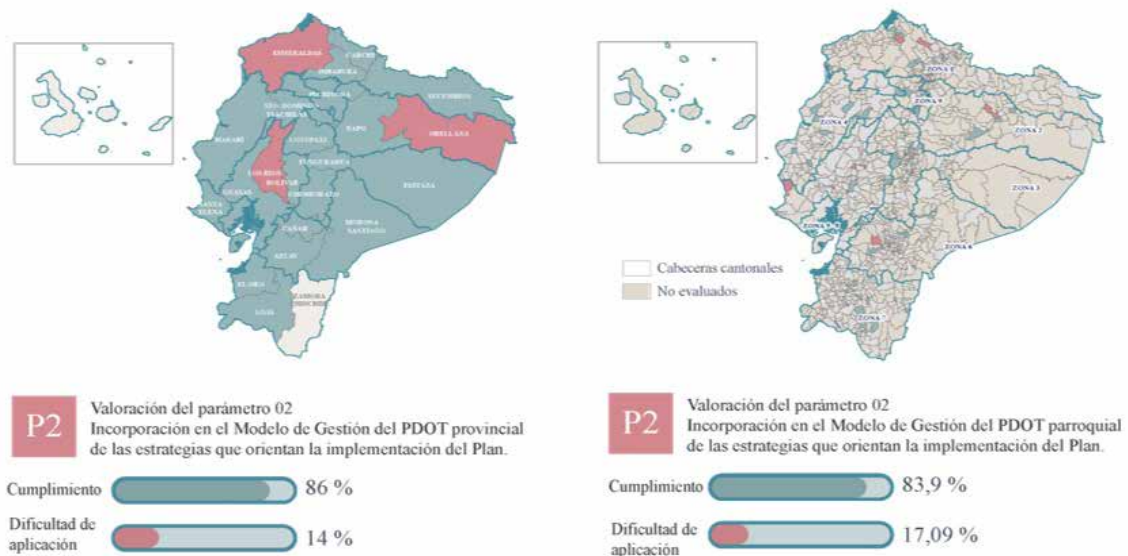 ESMERALDAS
CARCHI
IMBABURA
SUCUMBIOS
PICHINCHA
STO. DOMINGO
TSACHILAS
NAPO
ORELLANA
MANABI
COTOPAXI
TUNGURAHUA
LOS RIOS
BOLIVAR
PASTAZA
GUAYAS
CHIMBORAZO
SANTA
ELENA
MORONA
SANTIAGO
CAÑAR
AZUAY
EL ORO
ZAMORA
LOJA
ZONA 1
ZONA 9
ZONA 2
ZONA 4
ZONA 3
ZONA 6
ZONA 7
Cabeceras cantonales
No evaluados
P2
Valoración del parámetro 02
Incorporación en el Modelo de Gestión del PDOT provincial
de las estrategias que orientan la implementación del Plan.
Cumplimiento
86 %
Dificultad de
aplicación
14 %
P2
Valoración del parámetro 02
Incorporación en el Modelo de Gestión del PDOT parroquial
de las estrategias que orientan la implementación del Plan.
Cumplimiento
83,9 %
Dificultad de
aplicación
17,09 %